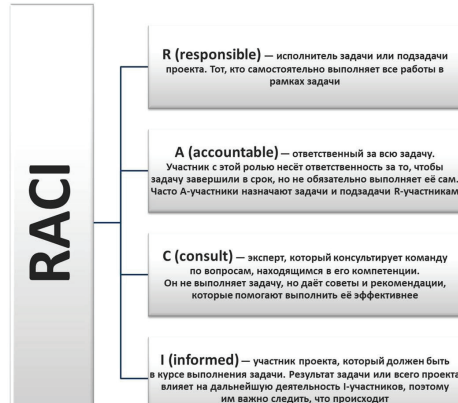 RACI
R (responsible) — исполнитель задачи или подзадачи
проекта. Тот, кто самостоятельно выполняет все работы в
рамках задачи
A (accountable) — ответственный за всю задачу.
Участник с этой ролью несёт ответственность за то, чтобы
задачу завершили в срок, но не обязательно выполняет её сам.
Часто А-участники назначают задачи и подзадачи R-участникам
C (consult) — эксперт, который консультирует команду
по вопросам, находящимся в его компетенции.
Он не выполняет задачу, но даёт советы и рекомендации,
которые помогают выполнить её эффективнее
I (informed) — участник проекта, который должен быть
в курсе выполнения задачи. Результат задачи или всего проекта
влияет на дальнейшую деятельность I-участников, поэтому
им важно следить, что происходит